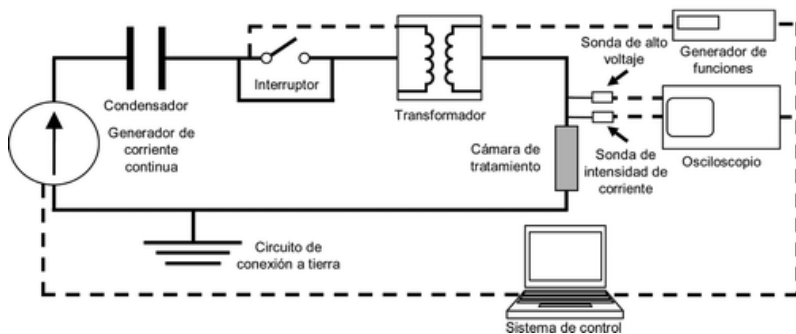 Transformador
Sonda de alto
voltaje
Generador de
funciones
Interruptor
Condensador
Generador de
corriente
continua
Cámara de
tratamiento
Sonda de
intensidad de
corriente
Osciloscopio
Circuito de
conexión a tierra
Sistema de control